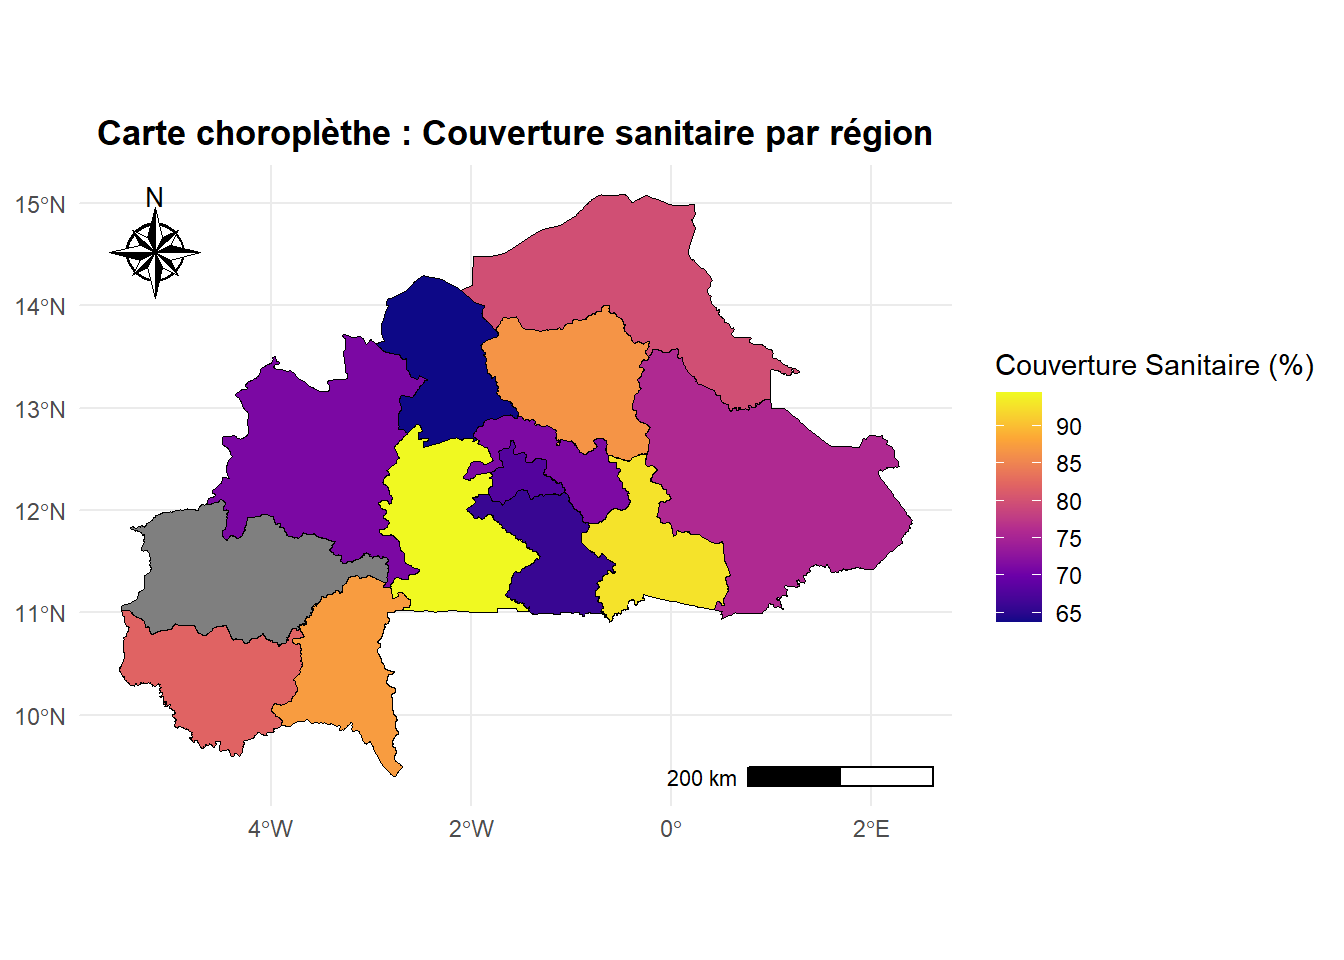 Carte choroplèthe : Couverture sanitaire par région
N
15°N
14°N
13°N
12°N
11°N
10°N
4°W
2°W
0°
2°E
200 km
Couverture Sanitaire (%)
90
85
80
75
70
65